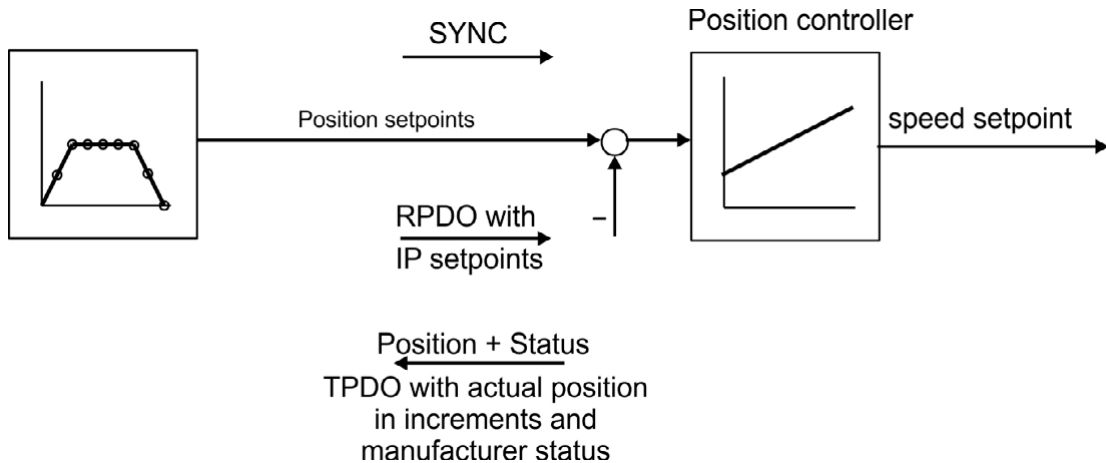 Position controller
SYNC
Position setpoints
speed setpoint
–
RPDO with
IP setpoints
Position + Status
TPDO with actual position
in increments and
manufacturer status